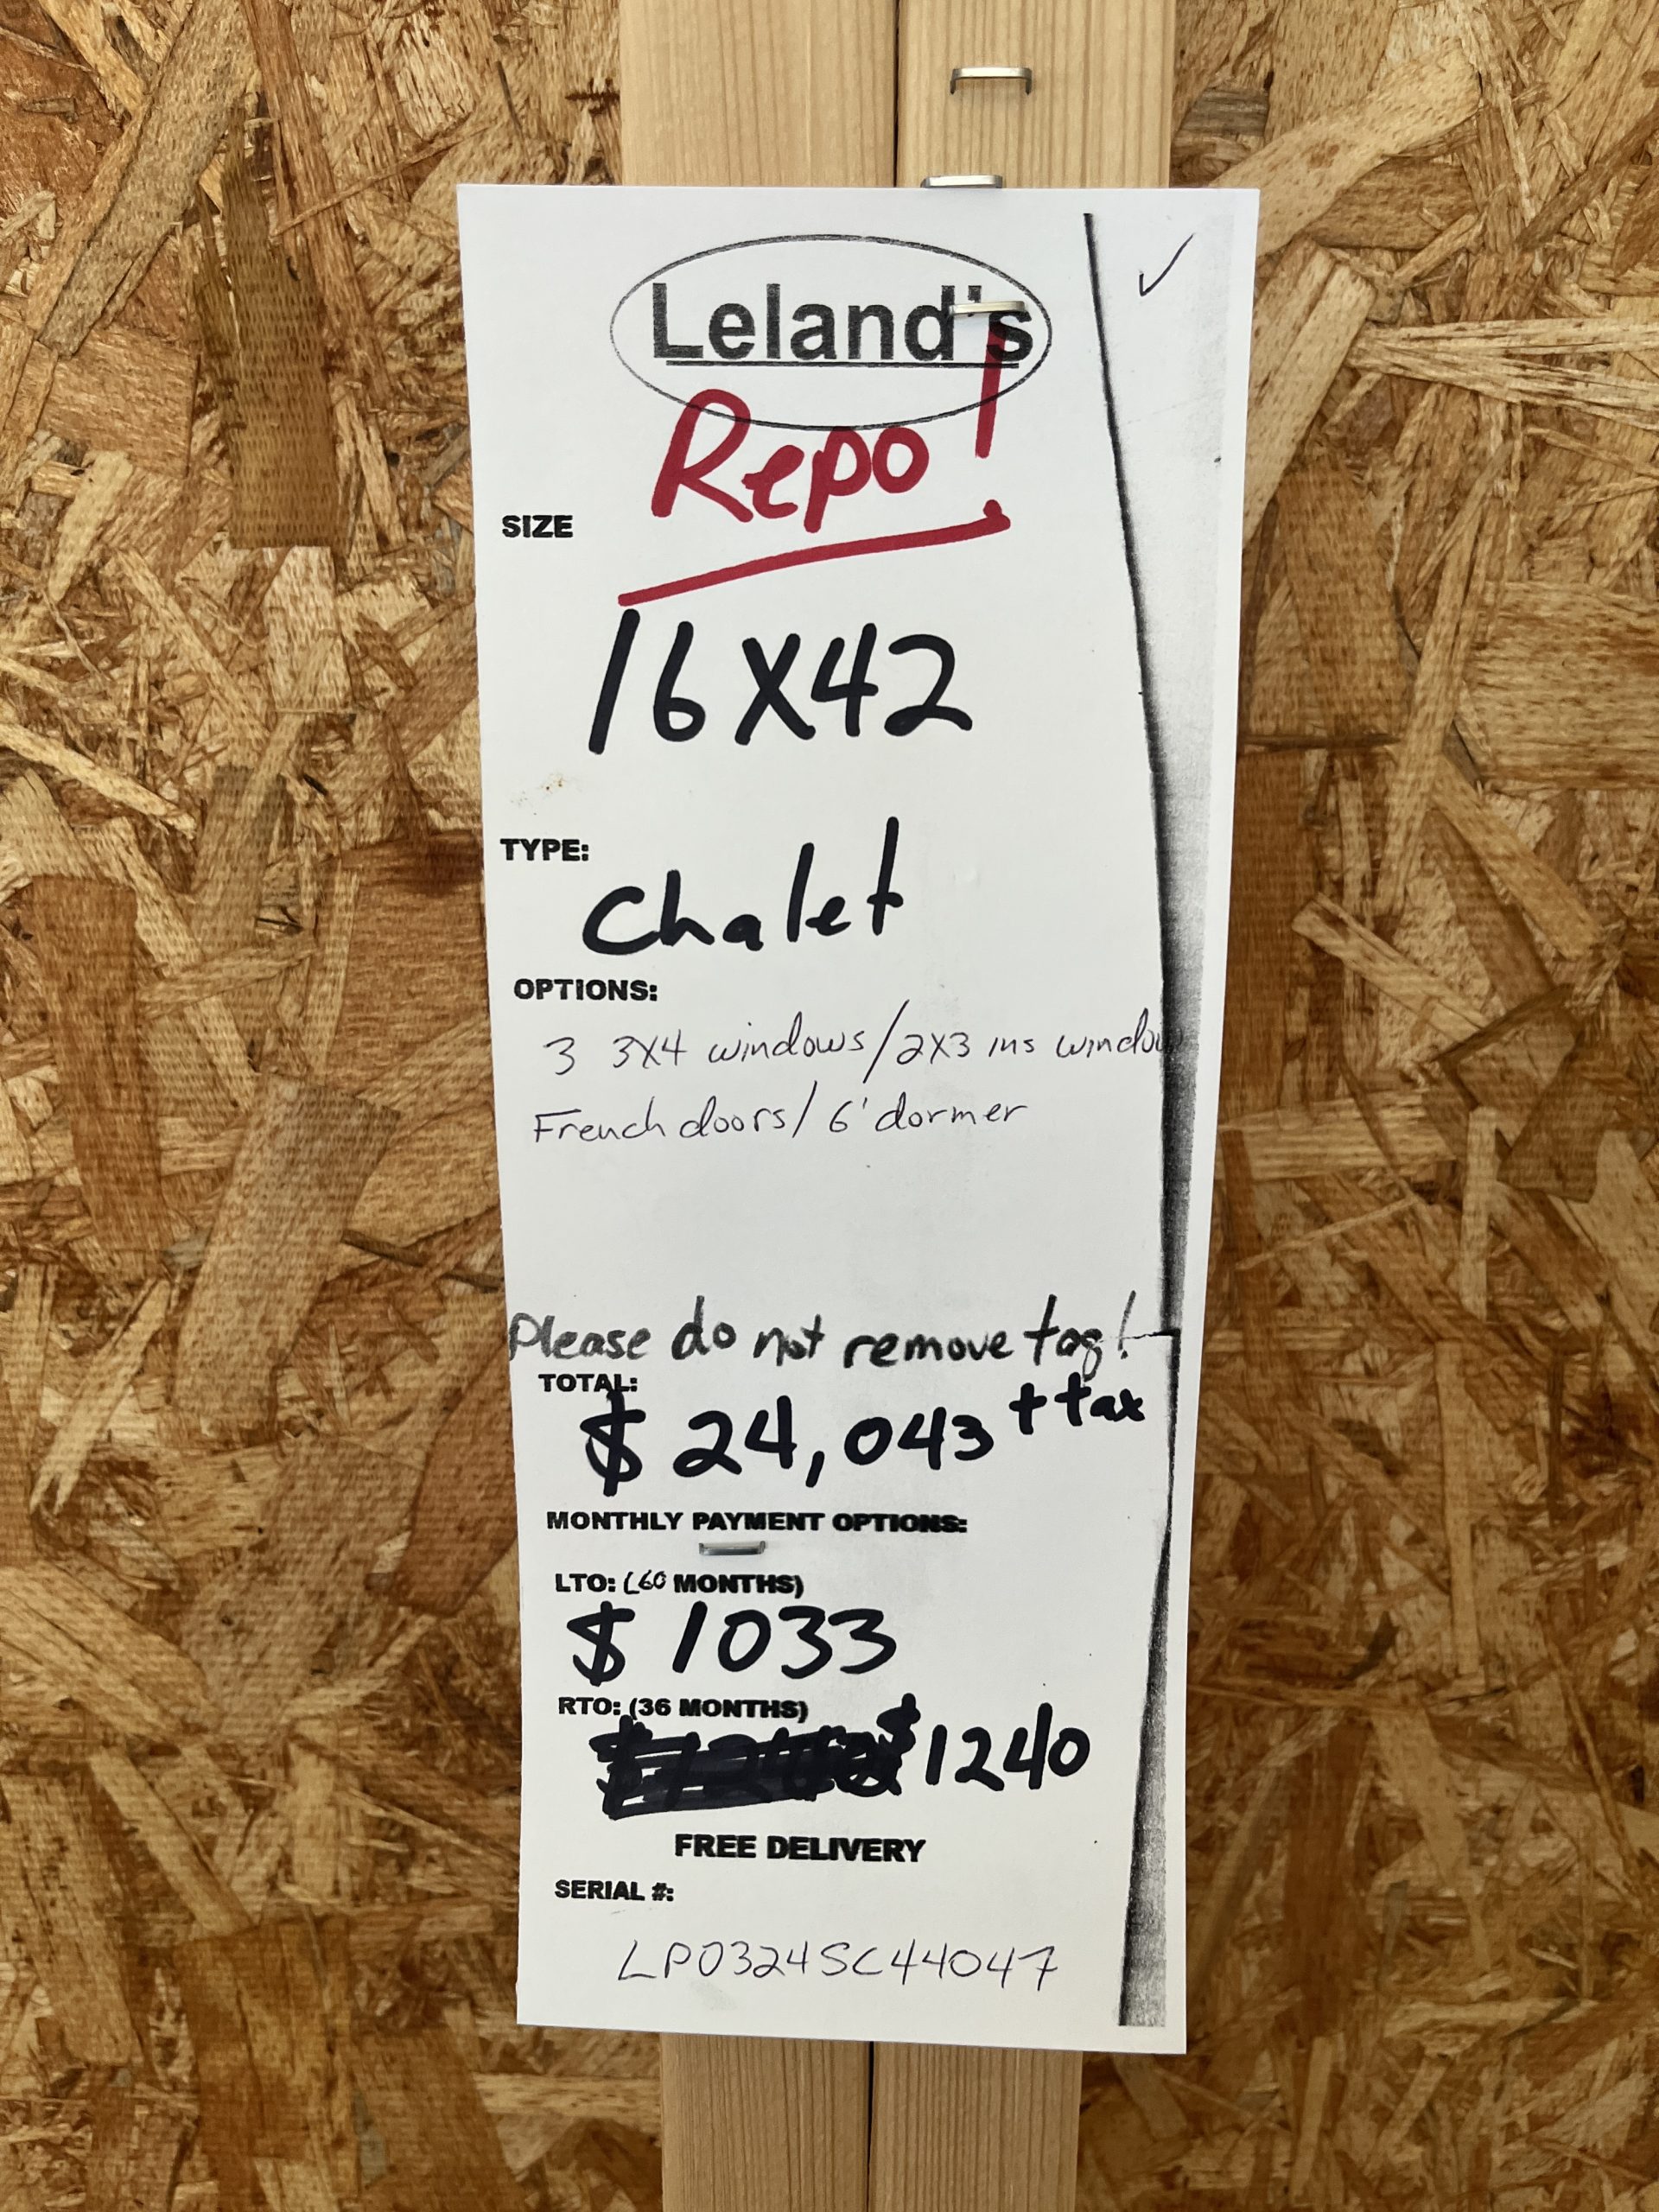 Leland's
Repo!
SIZE
16X42
TYPE:
Chalet
OPTIONS:
3 3X4 windows/2X3 ins window
French doors/ 6' dormer
Please do not remove tag!
TOTAL:
$ 24,043 + tax
MONTHLY PAYMENT OPTIONS:
LTO: (60 MONTHS)
$ 1033
RTO: (36 MONTHS)
$1240
FREE DELIVERY
SERIAL #:
LP0324SC44047